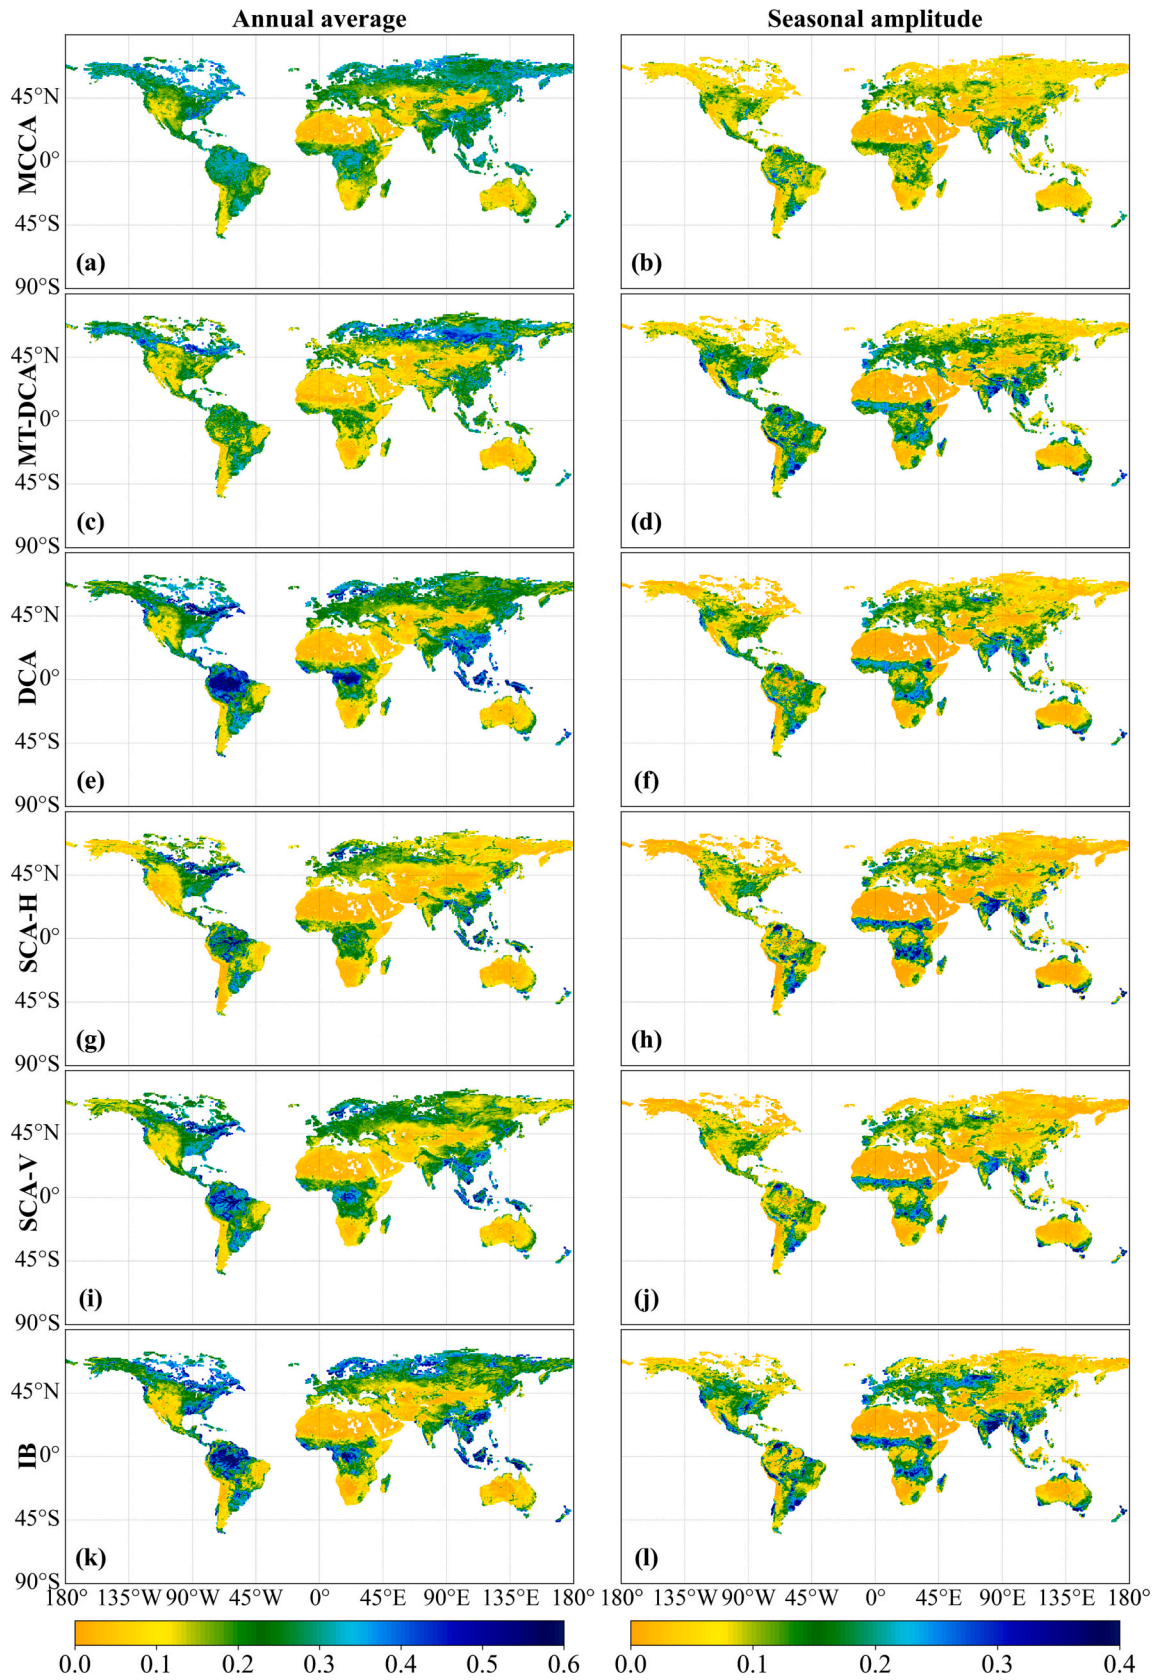 Annual average Seasonal amplitude
MCCA
45°N
0°
45°S
90°S
(a) (b)
MT-DCA
45°N
0°
45°S
90°S
(c) (d)
DCA
45°N
0°
45°S
90°S
(e) (f)
SCA-H
45°N
0°
45°S
90°S
(g) (h)
SCA-V
45°N
0°
45°S
90°S
(i) (j)
IB
45°N
0°
45°S
90°S
(k) (l)
180° 135°W 90°W 45°W 0° 45°E 90°E 135°E 180° 180° 135°W 90°W 45°W 0° 45°E 90°E 135°E 180°
0.0 0.1 0.2 0.3 0.4 0.5 0.6 0.0 0.1 0.2 0.3 0.4